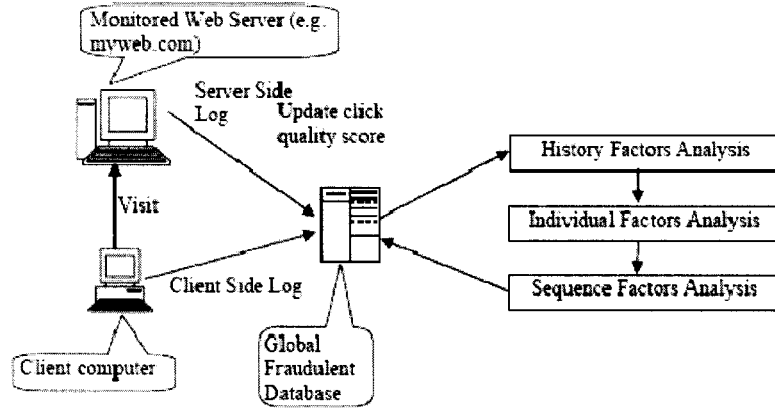 Monitored Web Server (e.g.
myweb.com)
Server Side
Log
Update click
quality score
History Factors Analysis
Visit
Individual Factors Analysis
Client Side Log
Sequence Factors Analysis
Global
Fraudulent
Database
Client computer